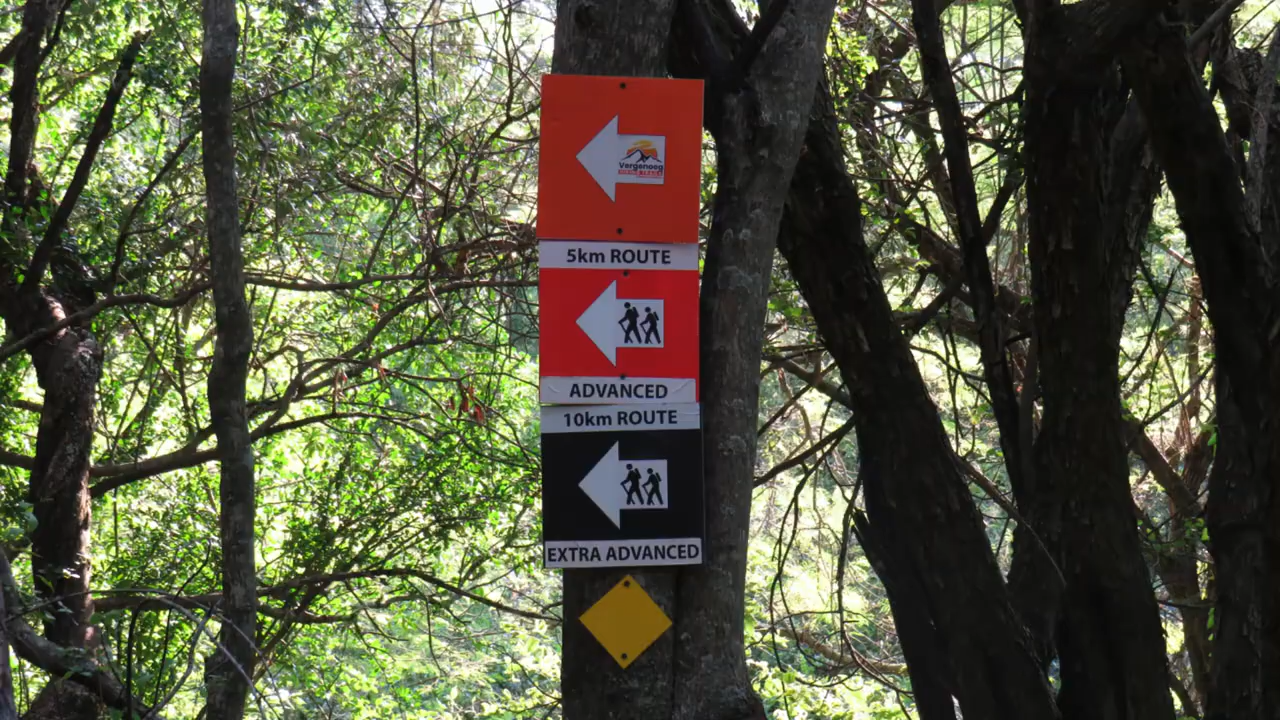 Vergenoeg
5km ROUTE
ADVANCED
10km ROUTE
EXTRA ADVANCED